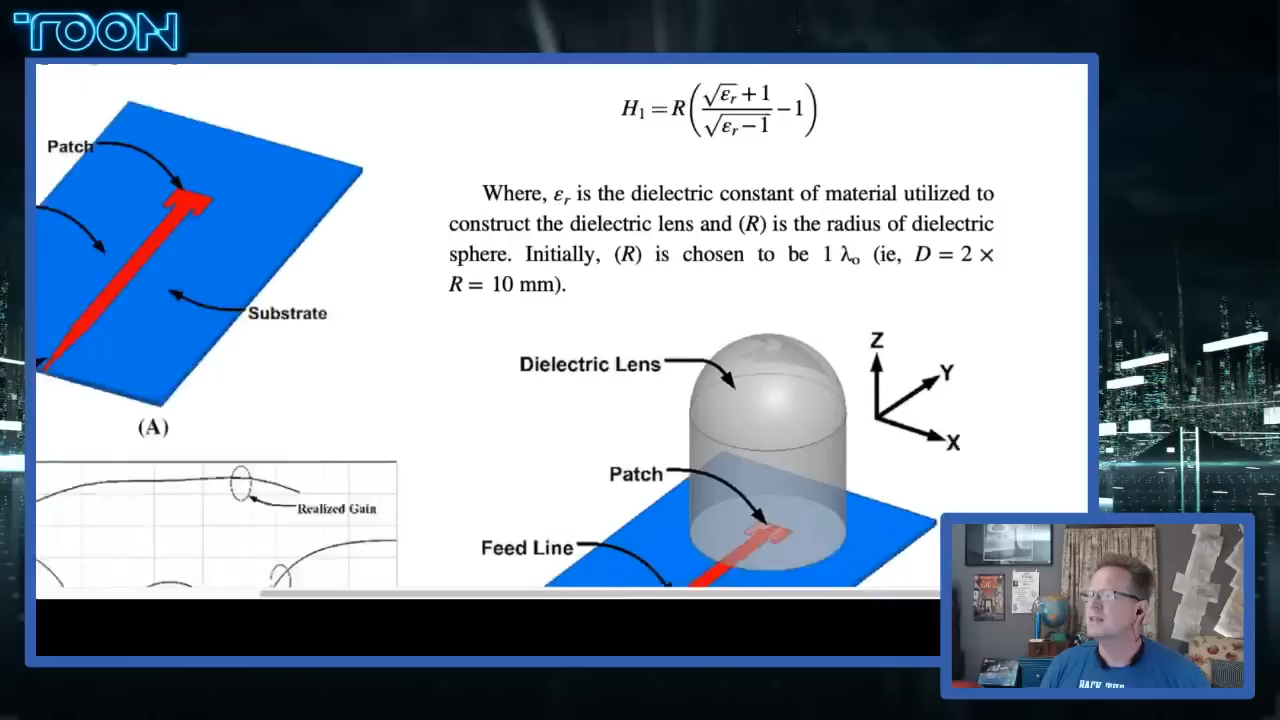 TOON
H₁ = R(√εᵣ + 1 / √εᵣ − 1 − 1)
Patch
Where, εᵣ is the dielectric constant of material utilized to
construct the dielectric lens and (R) is the radius of dielectric
sphere. Initially, (R) is chosen to be 1 λₒ (ie, D = 2 ×
R = 10 mm).
Substrate
(A)
Dielectric Lens
Z
Y
X
Patch
Realized Gain
Feed Line
BACK THE